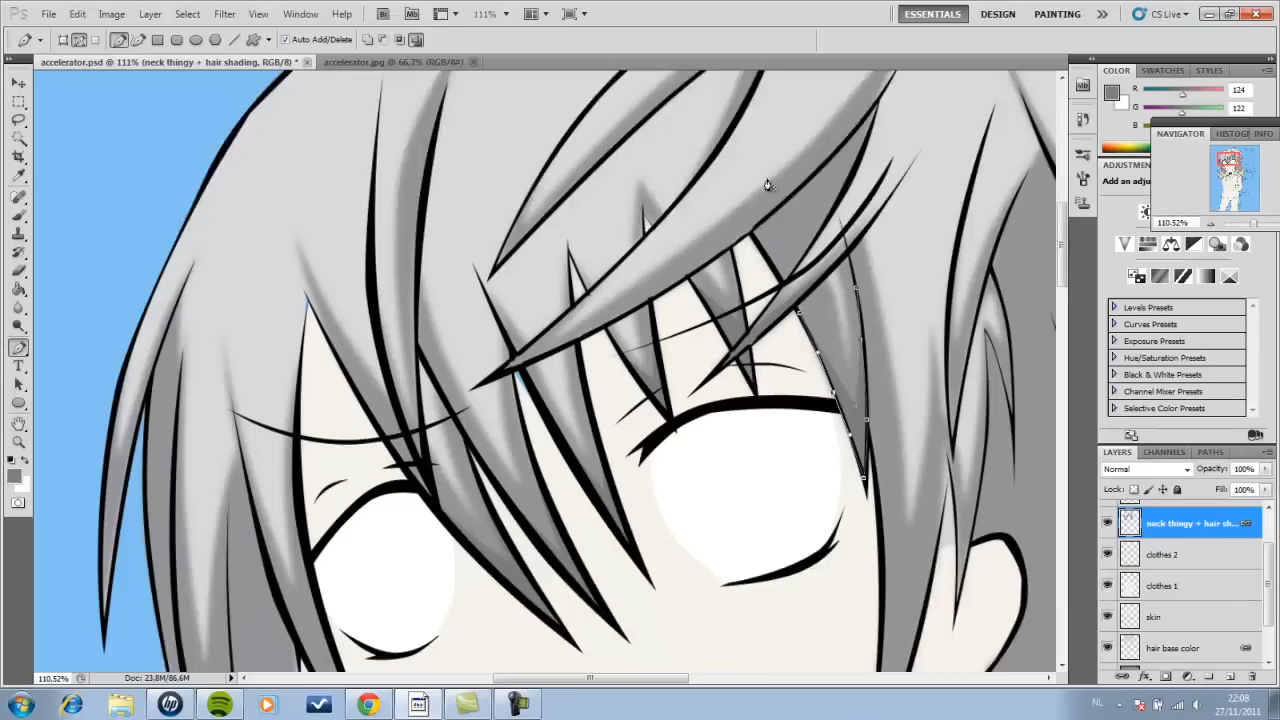 Ps File Edit Image Layer Select Filter View Window Help Br Mb 111% ESSENTIALS DESIGN PAINTING CS Live
Auto Add/Delete
accelerator.psd @ 111% (neck thingy + hair shading, RGB/8) * accelerator.jpg @ 66,7% (RGB/8#)
COLOR SWATCHES STYLES
R 124
G 122
B
NAVIGATOR HISTOGI INFO
ADJUSTMEN
Add an adju
110.52%
Levels Presets
Curves Presets
Exposure Presets
Hue/Saturation Presets
Black & White Presets
Channel Mixer Presets
Selective Color Presets
LAYERS CHANNELS PATHS
Normal Opacity: 100%
Lock: Fill: 100%
neck thingy + hair sh...
clothes 2
clothes 1
skin
hair base color
110,52% Doc: 23,8M/86,6M
NL 22:08
27/11/2011